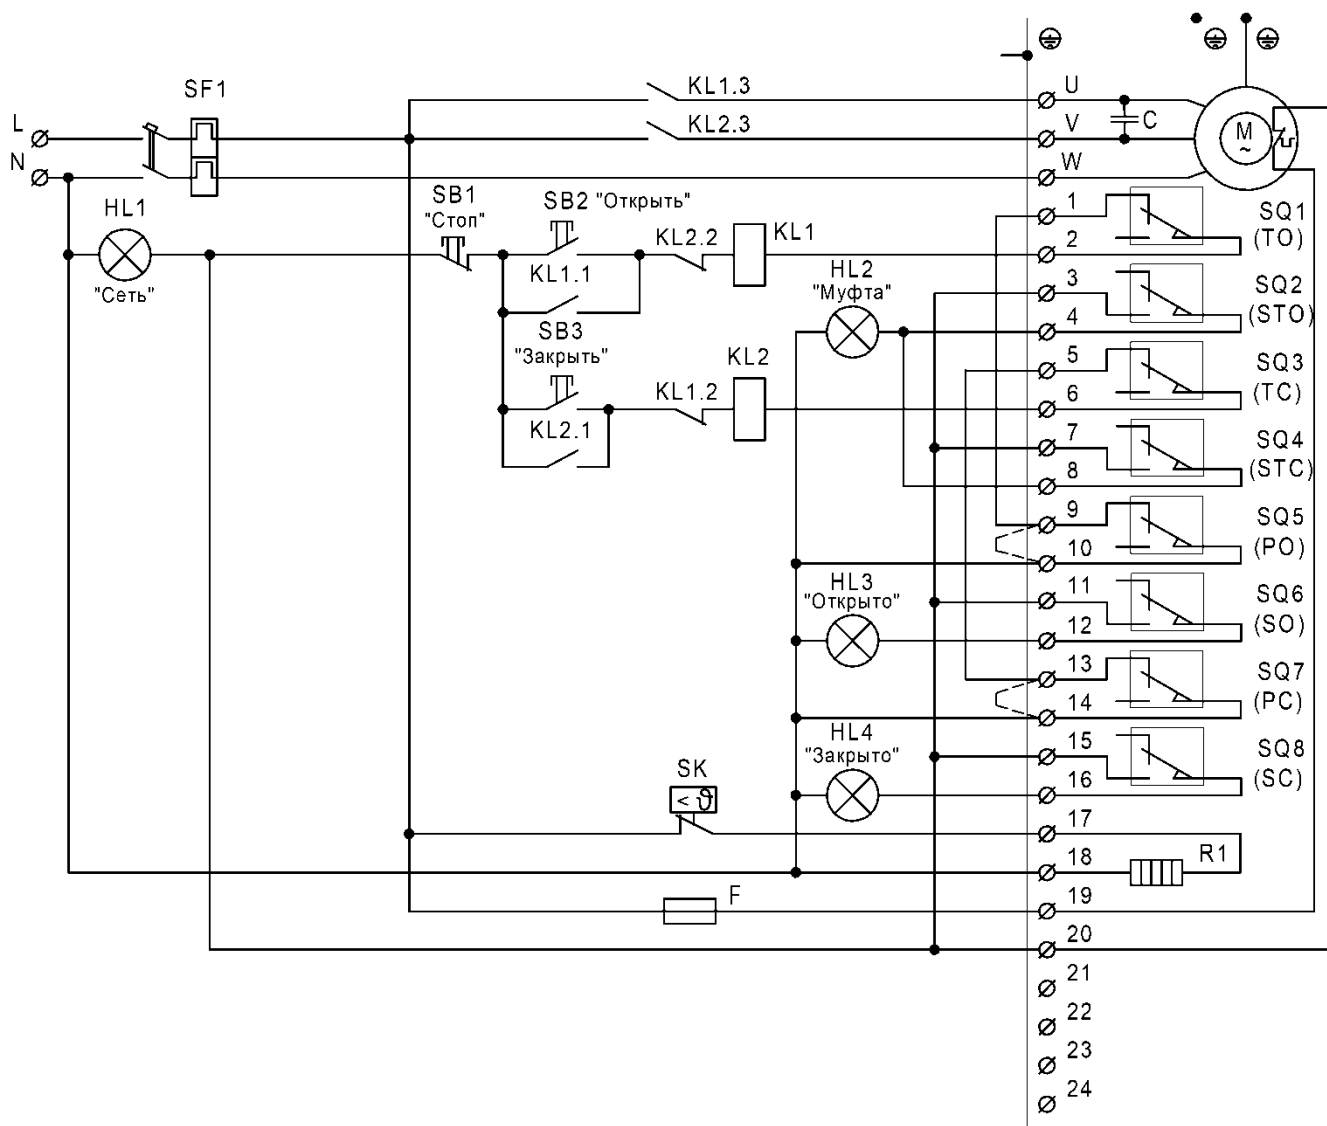 SF1
L
N
KL1.3
KL2.3
U
V
W
C
M
~
HL1
"Сеть"
SB1
"Стоп"
SB2 "Открыть"
KL1.1
KL2.2
KL1
SB3
"Закрыть"
KL2.1
KL1.2
KL2
HL2
"Муфта"
HL3
"Открыто"
HL4
"Закрыто"
SK
< ϑ
F
R1
1
2
3
4
5
6
7
8
9
10
11
12
13
14
15
16
17
18
19
20
21
22
23
24
SQ1
(TO)
SQ2
(STO)
SQ3
(TC)
SQ4
(STC)
SQ5
(PO)
SQ6
(SO)
SQ7
(PC)
SQ8
(SC)